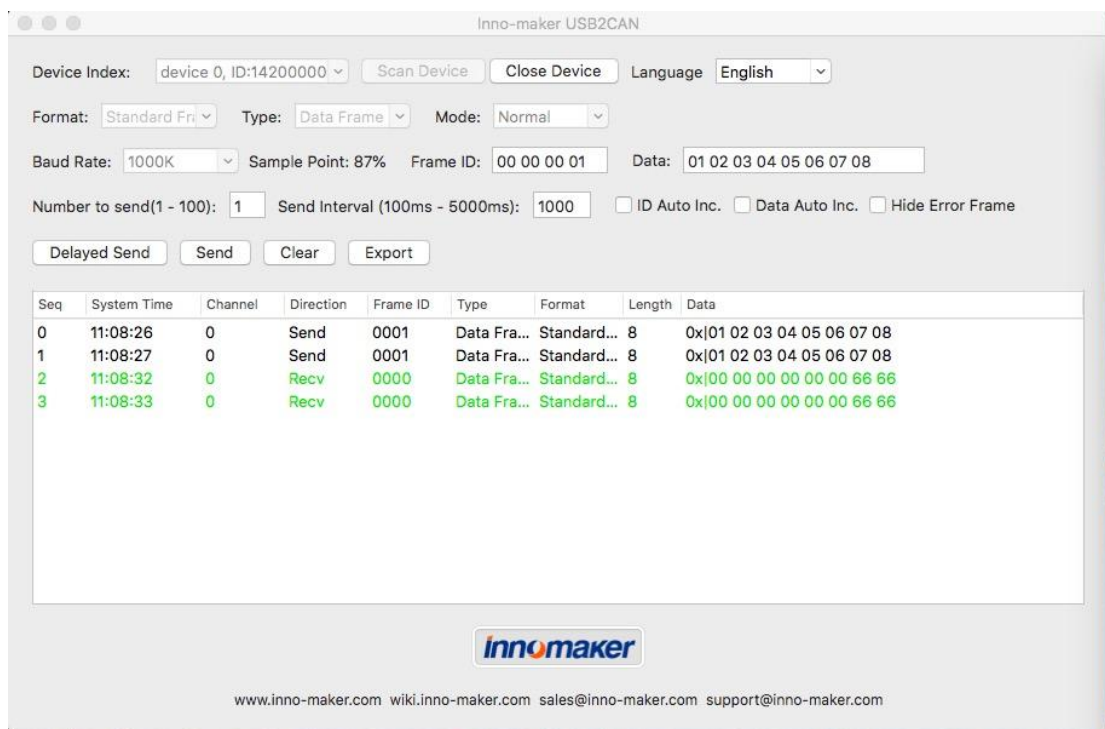 Inno-maker USB2CAN
Device Index: device 0, ID:14200000 Scan Device Close Device Language English
Format: Standard Fr Type: Data Frame Mode: Normal
Baud Rate: 1000K Sample Point: 87% Frame ID: 00 00 00 01 Data: 01 02 03 04 05 06 07 08
Number to send(1 - 100): 1 Send Interval (100ms - 5000ms): 1000 ID Auto Inc. Data Auto Inc. Hide Error Frame
Delayed Send Send Clear Export
Seq System Time Channel Direction Frame ID Type Format Length Data
0 11:08:26 0 Send 0001 Data Fra... Standard... 8 0x|01 02 03 04 05 06 07 08
1 11:08:27 0 Send 0001 Data Fra... Standard... 8 0x|01 02 03 04 05 06 07 08
2 11:08:32 0 Recv 0000 Data Fra... Standard... 8 0x|00 00 00 00 00 00 66 66
3 11:08:33 0 Recv 0000 Data Fra... Standard... 8 0x|00 00 00 00 00 00 66 66
innomaker
www.inno-maker.com wiki.inno-maker.com sales@inno-maker.com support@inno-maker.com